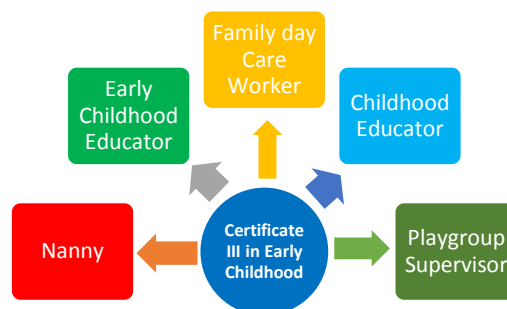 Family day
Care
Worker
Early
Childhood
Educator
Childhood
Educator
Nanny
Certificate
III in Early
Childhood
Playgroup
Supervisor